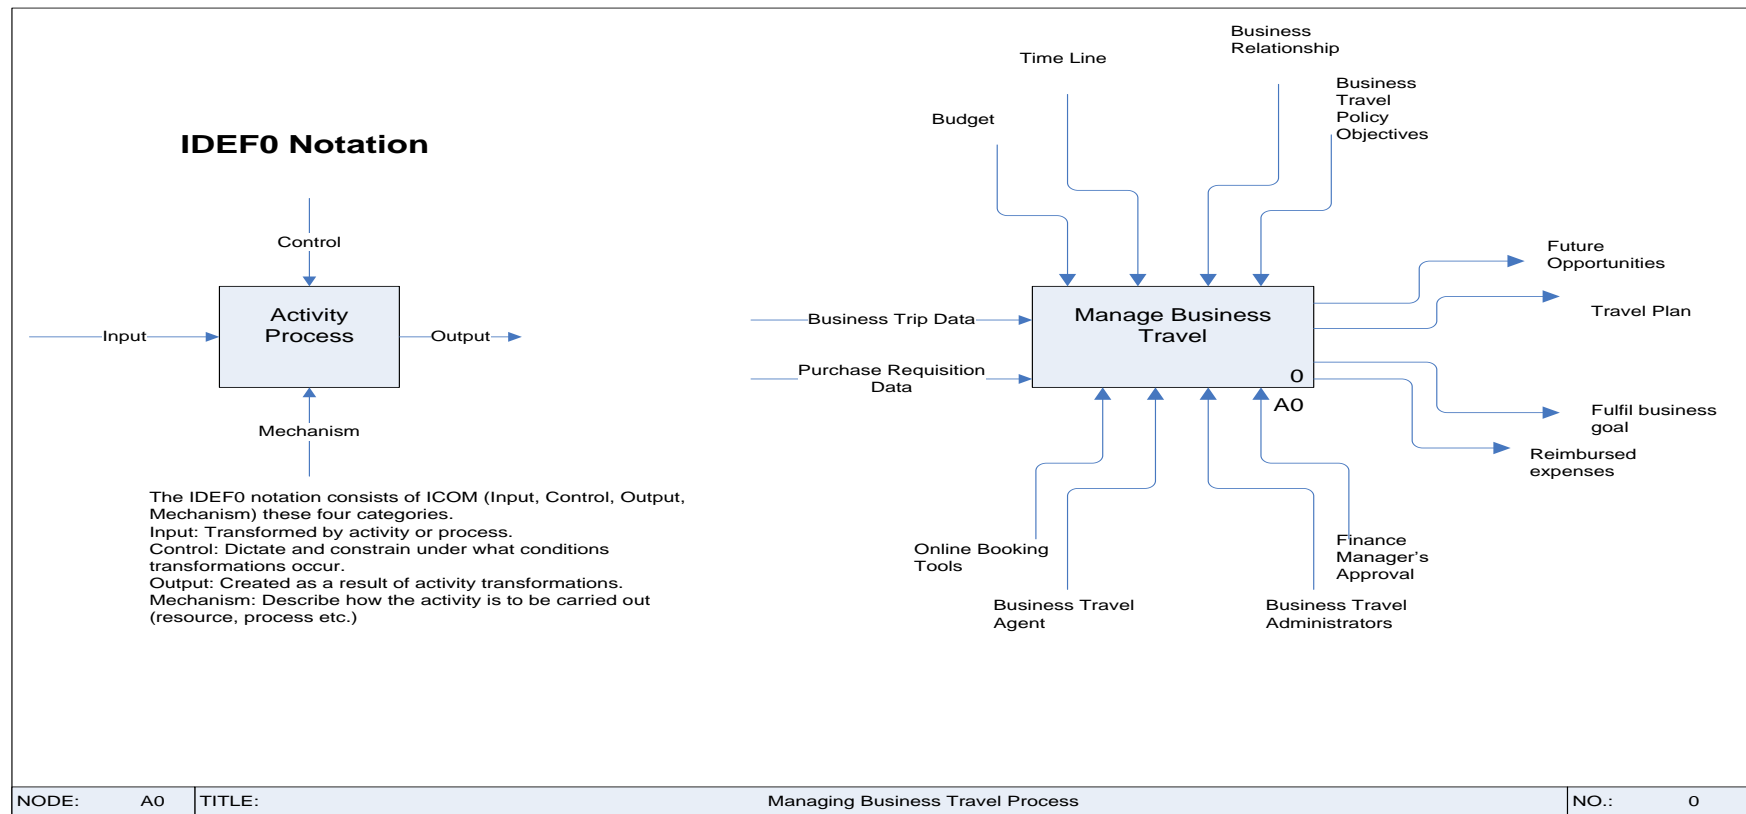 IDEF0 Notation
Control
Activity
Process
Input
Output
Mechanism
The IDEF0 notation consists of ICOM (Input, Control, Output,
Mechanism) these four categories.
Input: Transformed by activity or process.
Control: Dictate and constrain under what conditions
transformations occur.
Output: Created as a result of activity transformations.
Mechanism: Describe how the activity is to be carried out
(resource, process etc.)
Budget
Time Line
Business
Relationship
Business
Travel
Policy
Objectives
Business Trip Data
Purchase Requisition
Data
Manage Business
Travel
0
A0
Future
Opportunities
Travel Plan
Fulfil business
goal
Reimbursed
expenses
Online Booking
Tools
Business Travel
Agent
Business Travel
Administrators
Finance
Manager's
Approval
NODE: A0 TITLE: Managing Business Travel Process NO.: 0